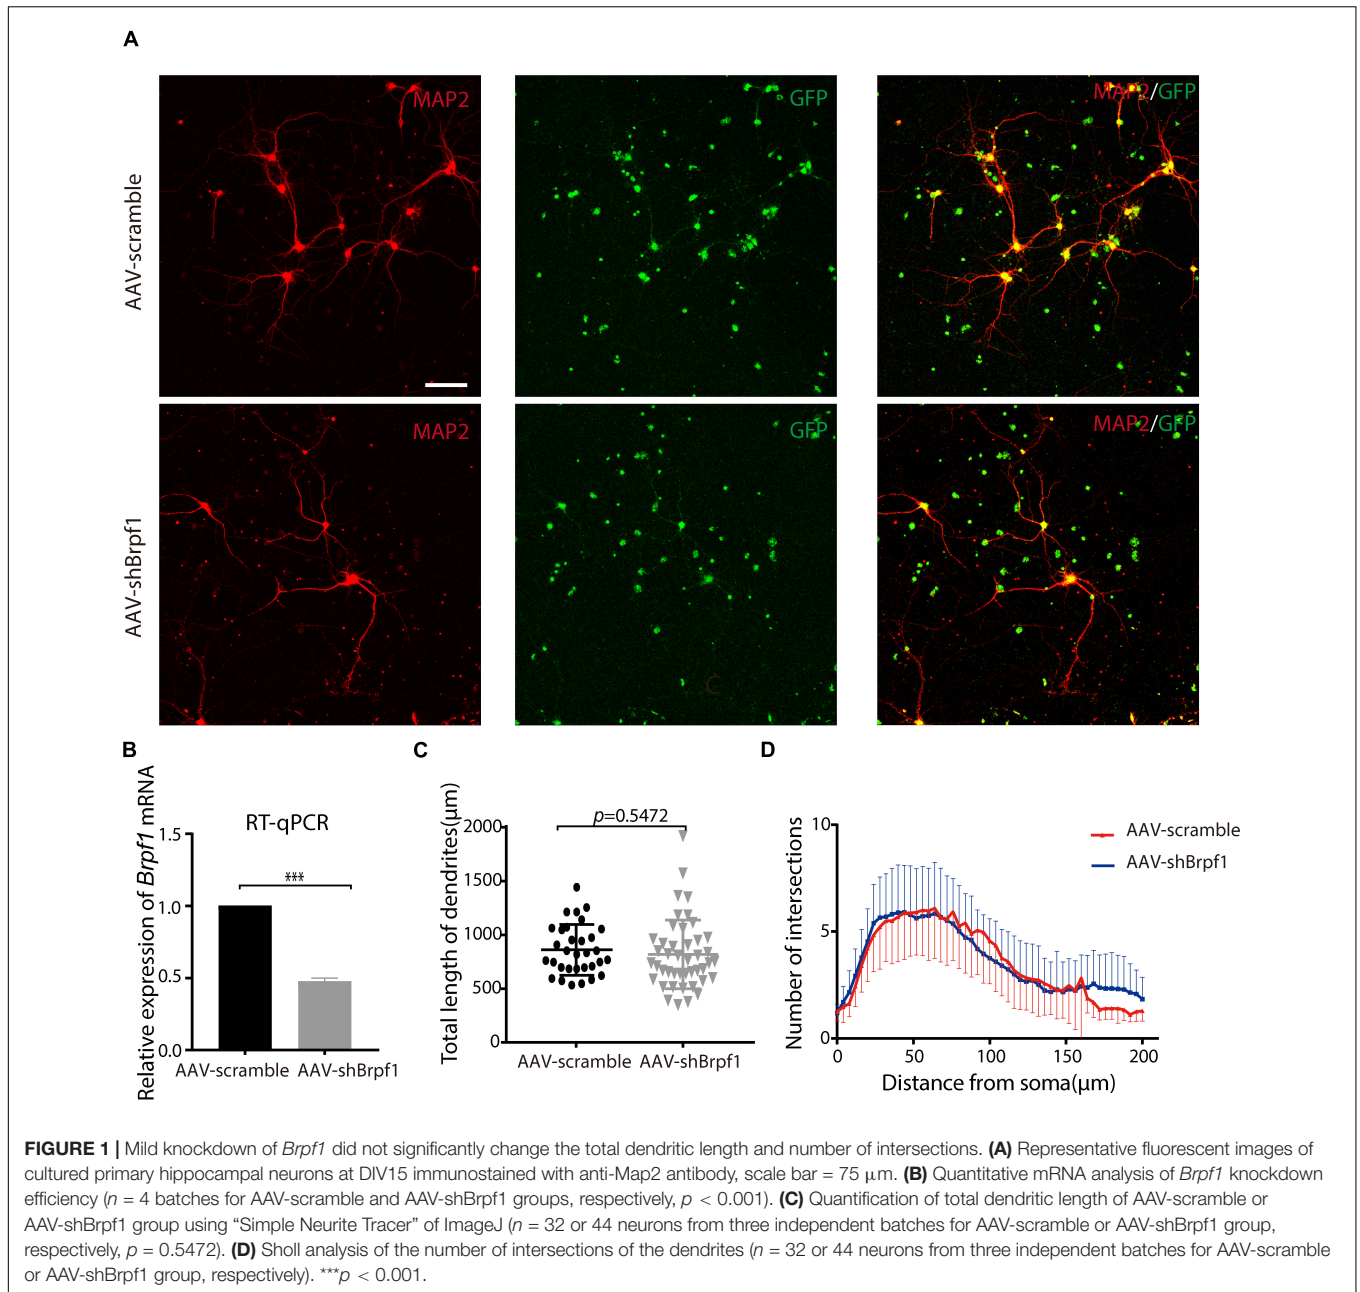 A
MAP2
GFP
MAP2/GFP
AAV-scramble
MAP2
GFP
MAP2/GFP
AAV-shBrpf1
C
B
C
D
Relative expression of Brpf1 mRNA
RT-qPCR
***
1.5
1.0
0.5
0.0
AAV-scramble
AAV-shBrpf1
Total length of dendrites(μm)
p=0.5472
2000
1500
1000
500
0
AAV-scramble
AAV-shBrpf1
Number of intersections
10
5
0
0
50
100
150
200
Distance from soma(μm)
AAV-scramble
AAV-shBrpf1
FIGURE 1 | Mild knockdown of Brpf1 did not significantly change the total dendritic length and number of intersections. (A) Representative fluorescent images of
cultured primary hippocampal neurons at DIV15 immunostained with anti-Map2 antibody, scale bar = 75 μm. (B) Quantitative mRNA analysis of Brpf1 knockdown
efficiency (n = 4 batches for AAV-scramble and AAV-shBrpf1 groups, respectively, p < 0.001). (C) Quantification of total dendritic length of AAV-scramble or
AAV-shBrpf1 group using “Simple Neurite Tracer” of ImageJ (n = 32 or 44 neurons from three independent batches for AAV-scramble or AAV-shBrpf1 group,
respectively, p = 0.5472). (D) Sholl analysis of the number of intersections of the dendrites (n = 32 or 44 neurons from three independent batches for AAV-scramble
or AAV-shBrpf1 group, respectively). ***p < 0.001.